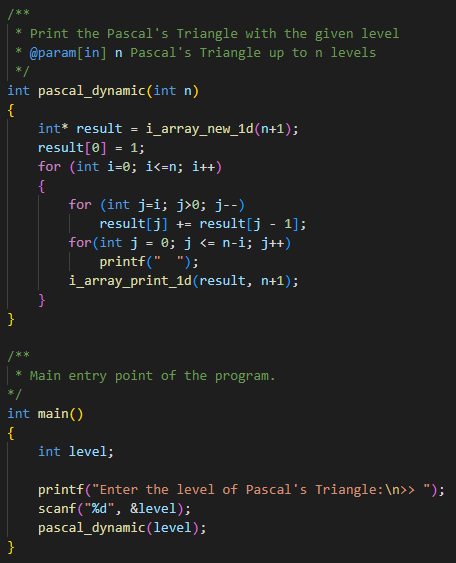 /**
 * Print the Pascal's Triangle with the given level
 * @param[in] n Pascal's Triangle up to n levels
 */
int pascal_dynamic(int n)
{
    int* result = i_array_new_1d(n+1);
    result[0] = 1;
    for (int i=0; i<=n; i++)
    {
        for (int j=i; j>0; j--)
            result[j] += result[j - 1];
        for(int j = 0; j <= n-i; j++)
            printf("  ");
        i_array_print_1d(result, n+1);
    }
}

/**
 * Main entry point of the program.
*/
int main()
{
    int level;

    printf("Enter the level of Pascal's Triangle:\n>> ");
    scanf("%d", &level);
    pascal_dynamic(level);
}